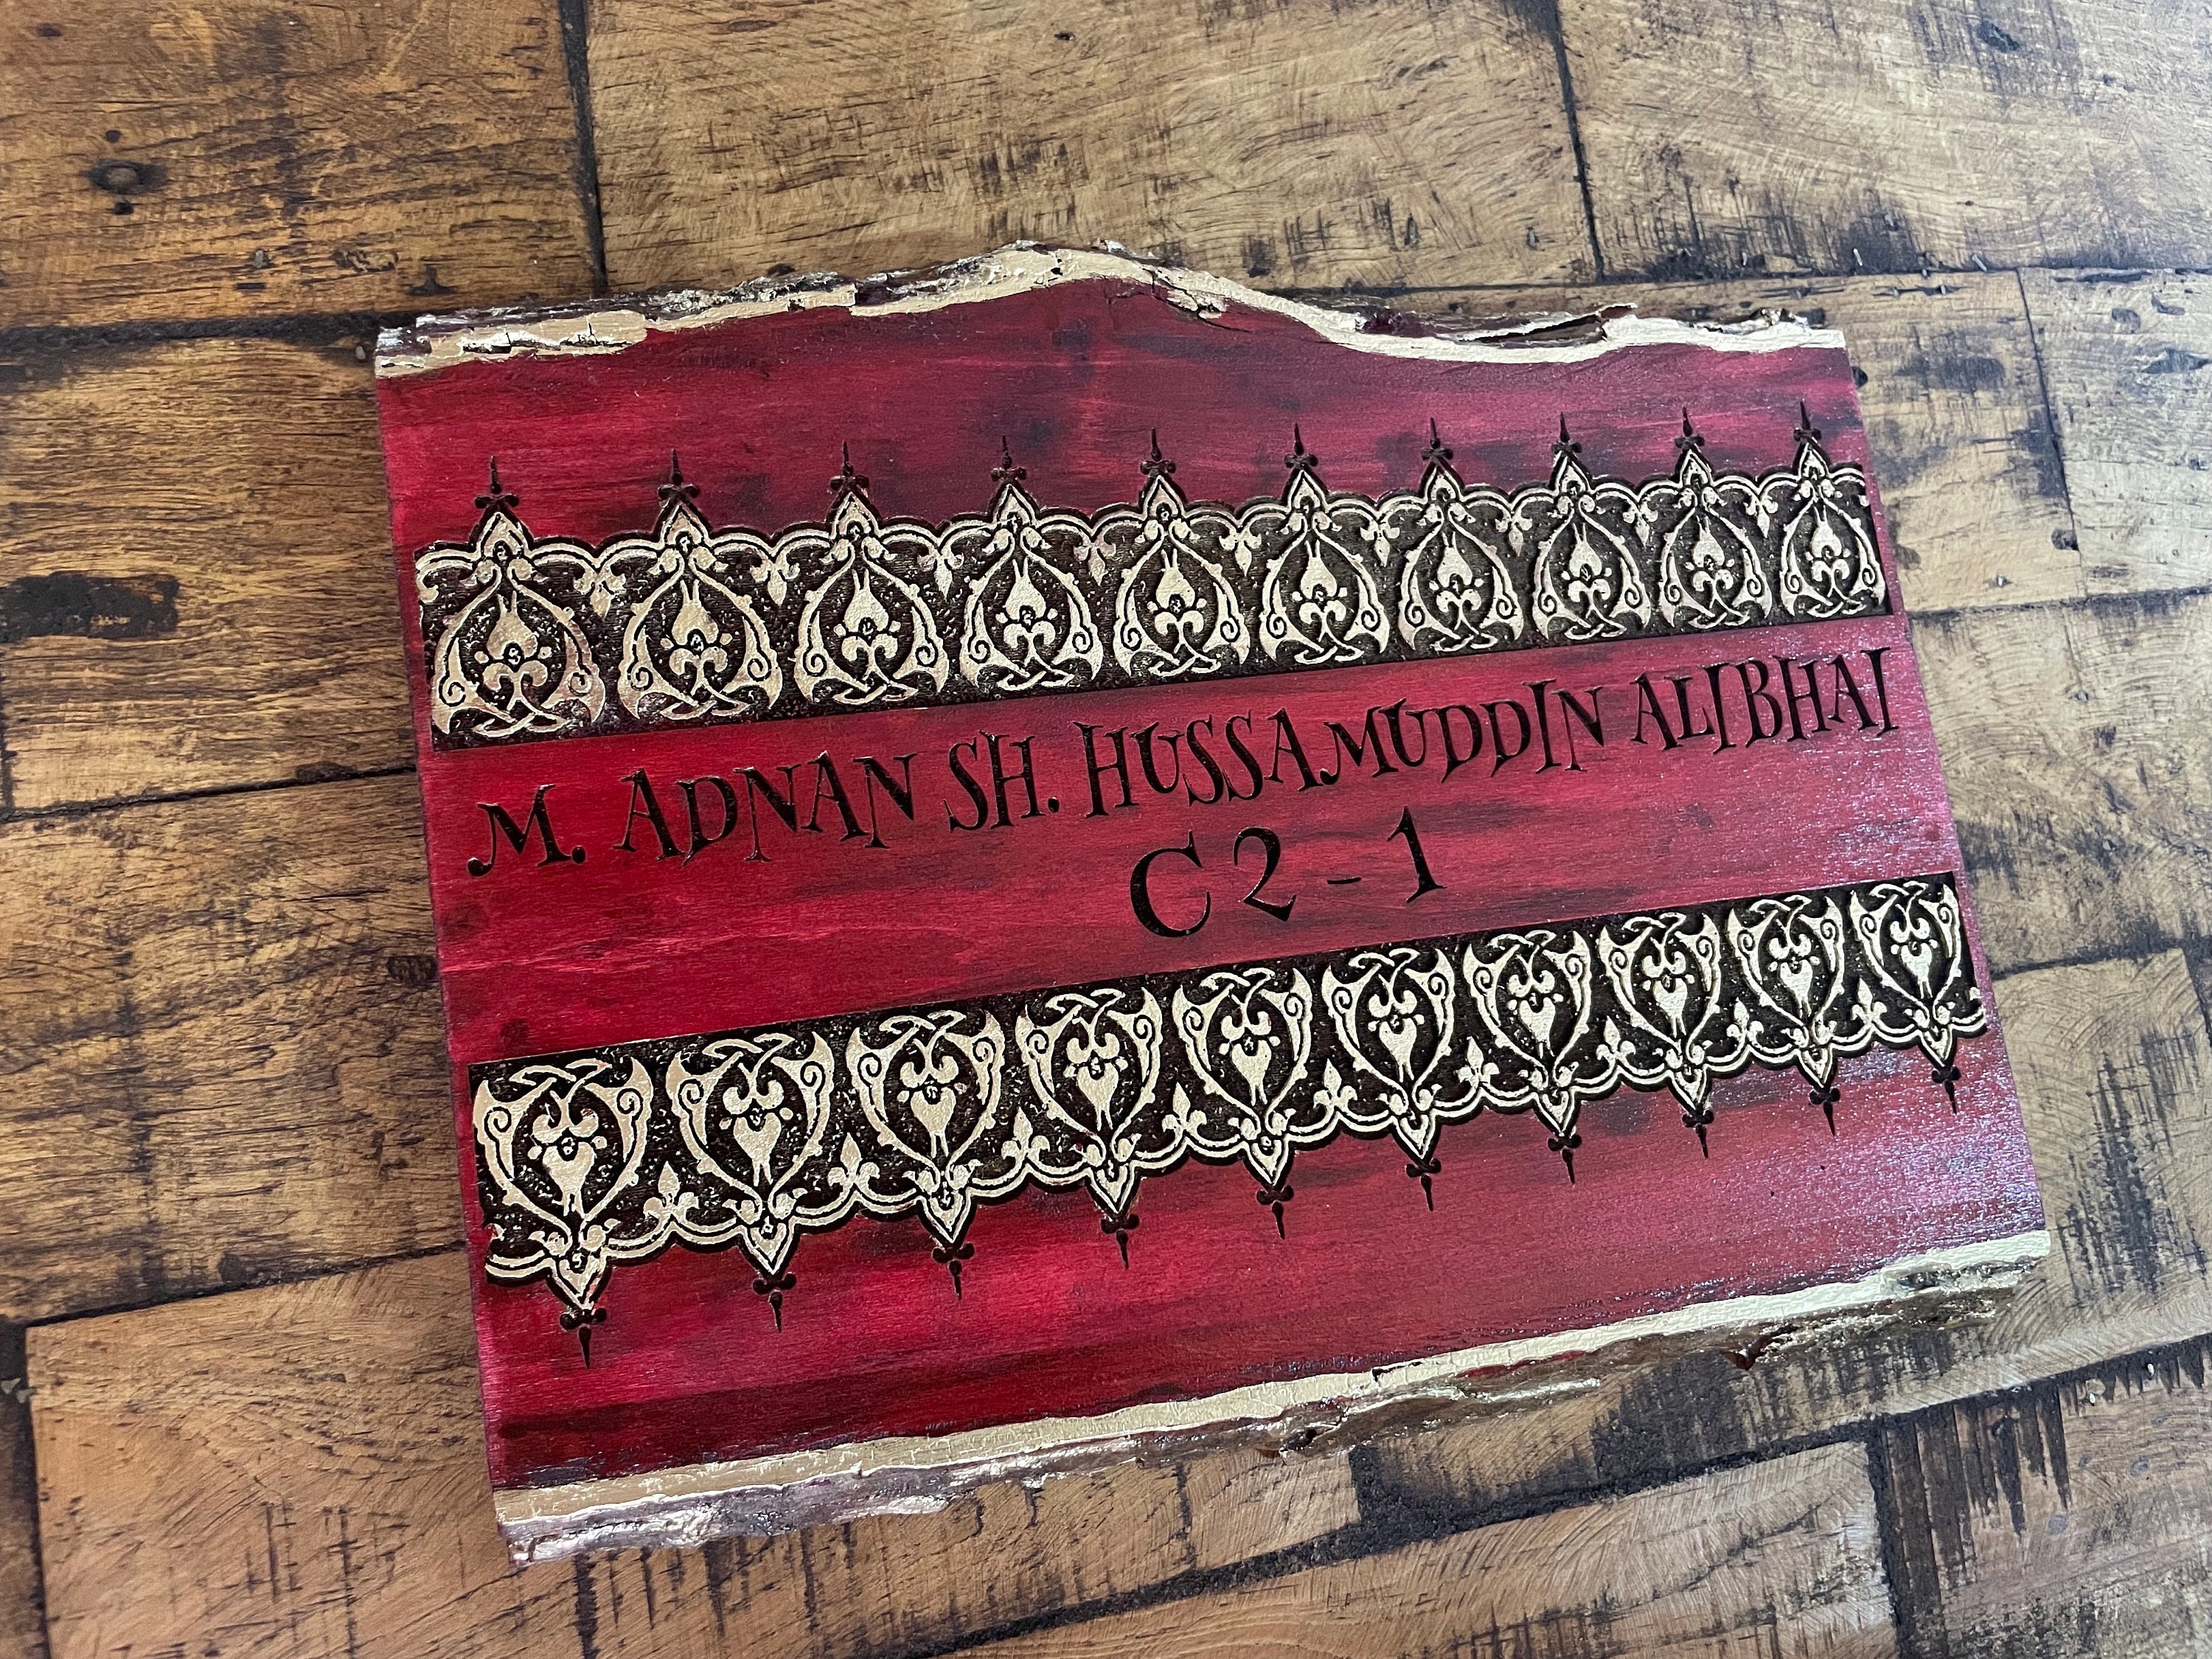 M. ADNAN SH. HUSSAMUDDIN ALIBHAI
C2-1